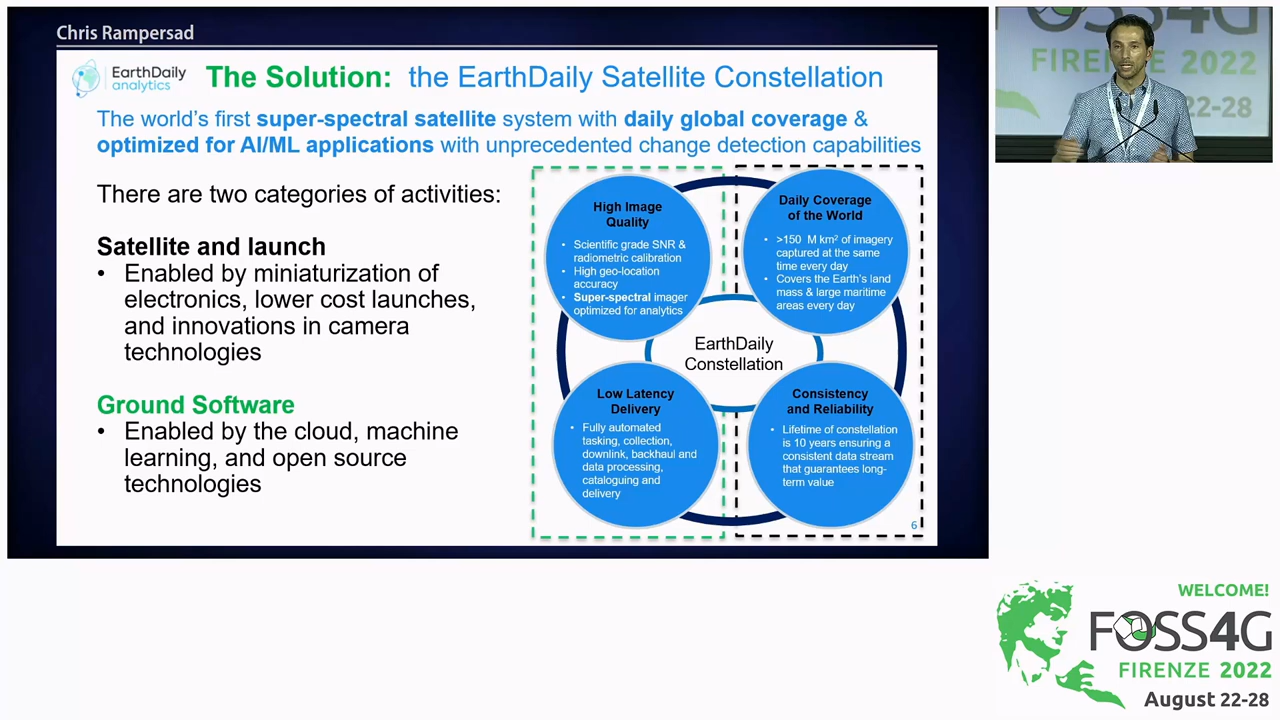 Chris Rampersad
EarthDaily
analytics
The Solution: the EarthDaily Satellite Constellation
The world's first super-spectral satellite system with daily global coverage &
optimized for AI/ML applications with unprecedented change detection capabilities
There are two categories of activities:
Satellite and launch
• Enabled by miniaturization of
electronics, lower cost launches,
and innovations in camera
technologies
Ground Software
• Enabled by the cloud, machine
learning, and open source
technologies
High Image
Quality
• Scientific grade SNR &
radiometric calibration
• High geo-location
accuracy
• Super-spectral imager
optimized for analytics
Daily Coverage
of the World
• >150 M km² of imagery
captured at the same
time every day
• Covers the Earth's land
mass & large maritime
areas every day
EarthDaily
Constellation
Low Latency
Delivery
• Fully automated
tasking, collection,
downlink, backhaul and
data processing,
cataloguing and
delivery
Consistency
and Reliability
• Lifetime of constellation
is 10 years ensuring a
consistent data stream
that guarantees long-
term value
6
FOSS4G
FIRENZE 2022
22-28
WELCOME!
FOSS4G
FIRENZE 2022
August 22-28